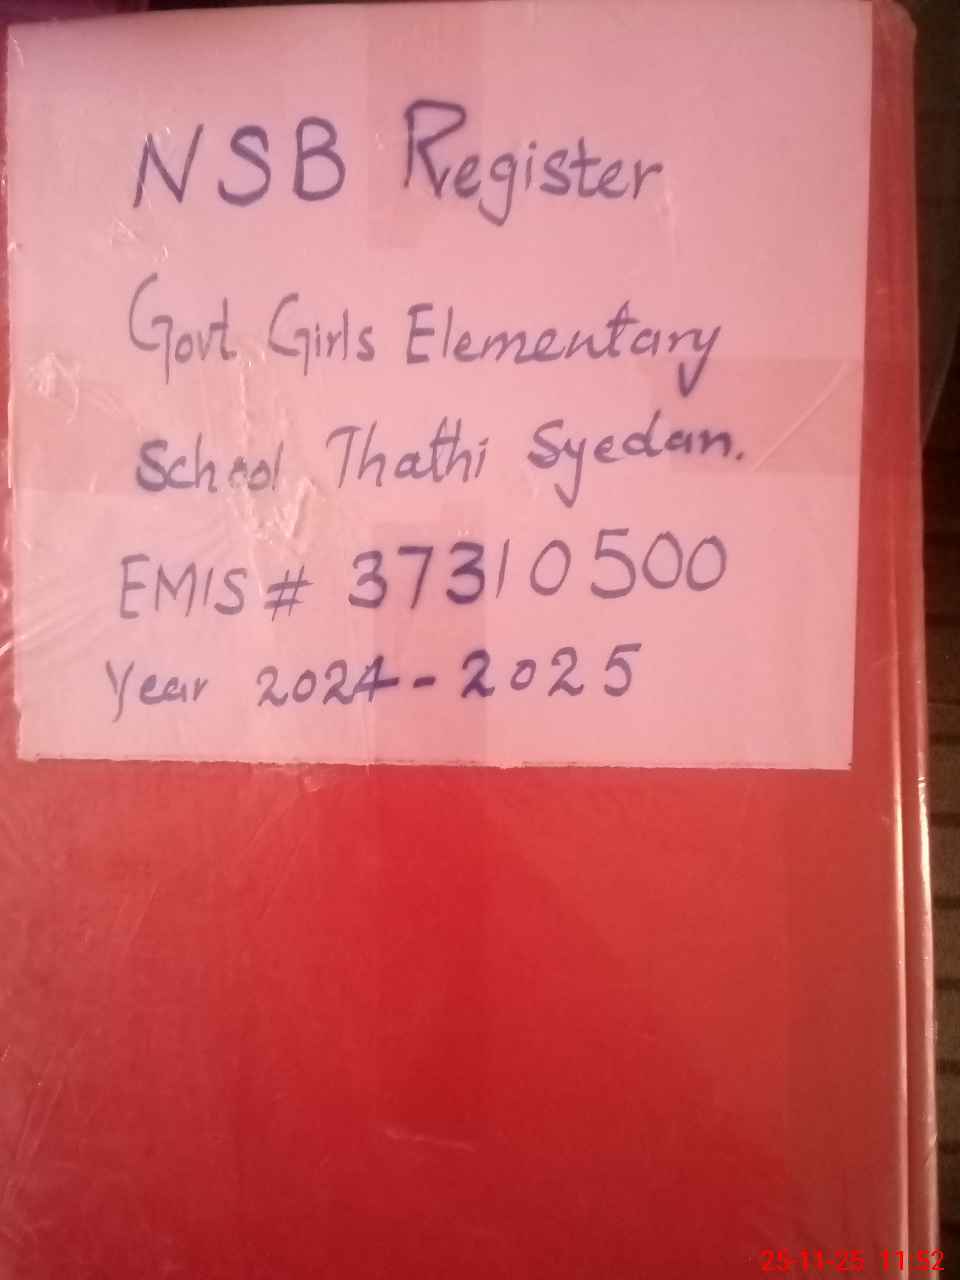 NSB Register
Govt Girls Elementary
School Thathi Syedan.
EMIS # 37310500
Year 2024-2025
25-11-25 11:52